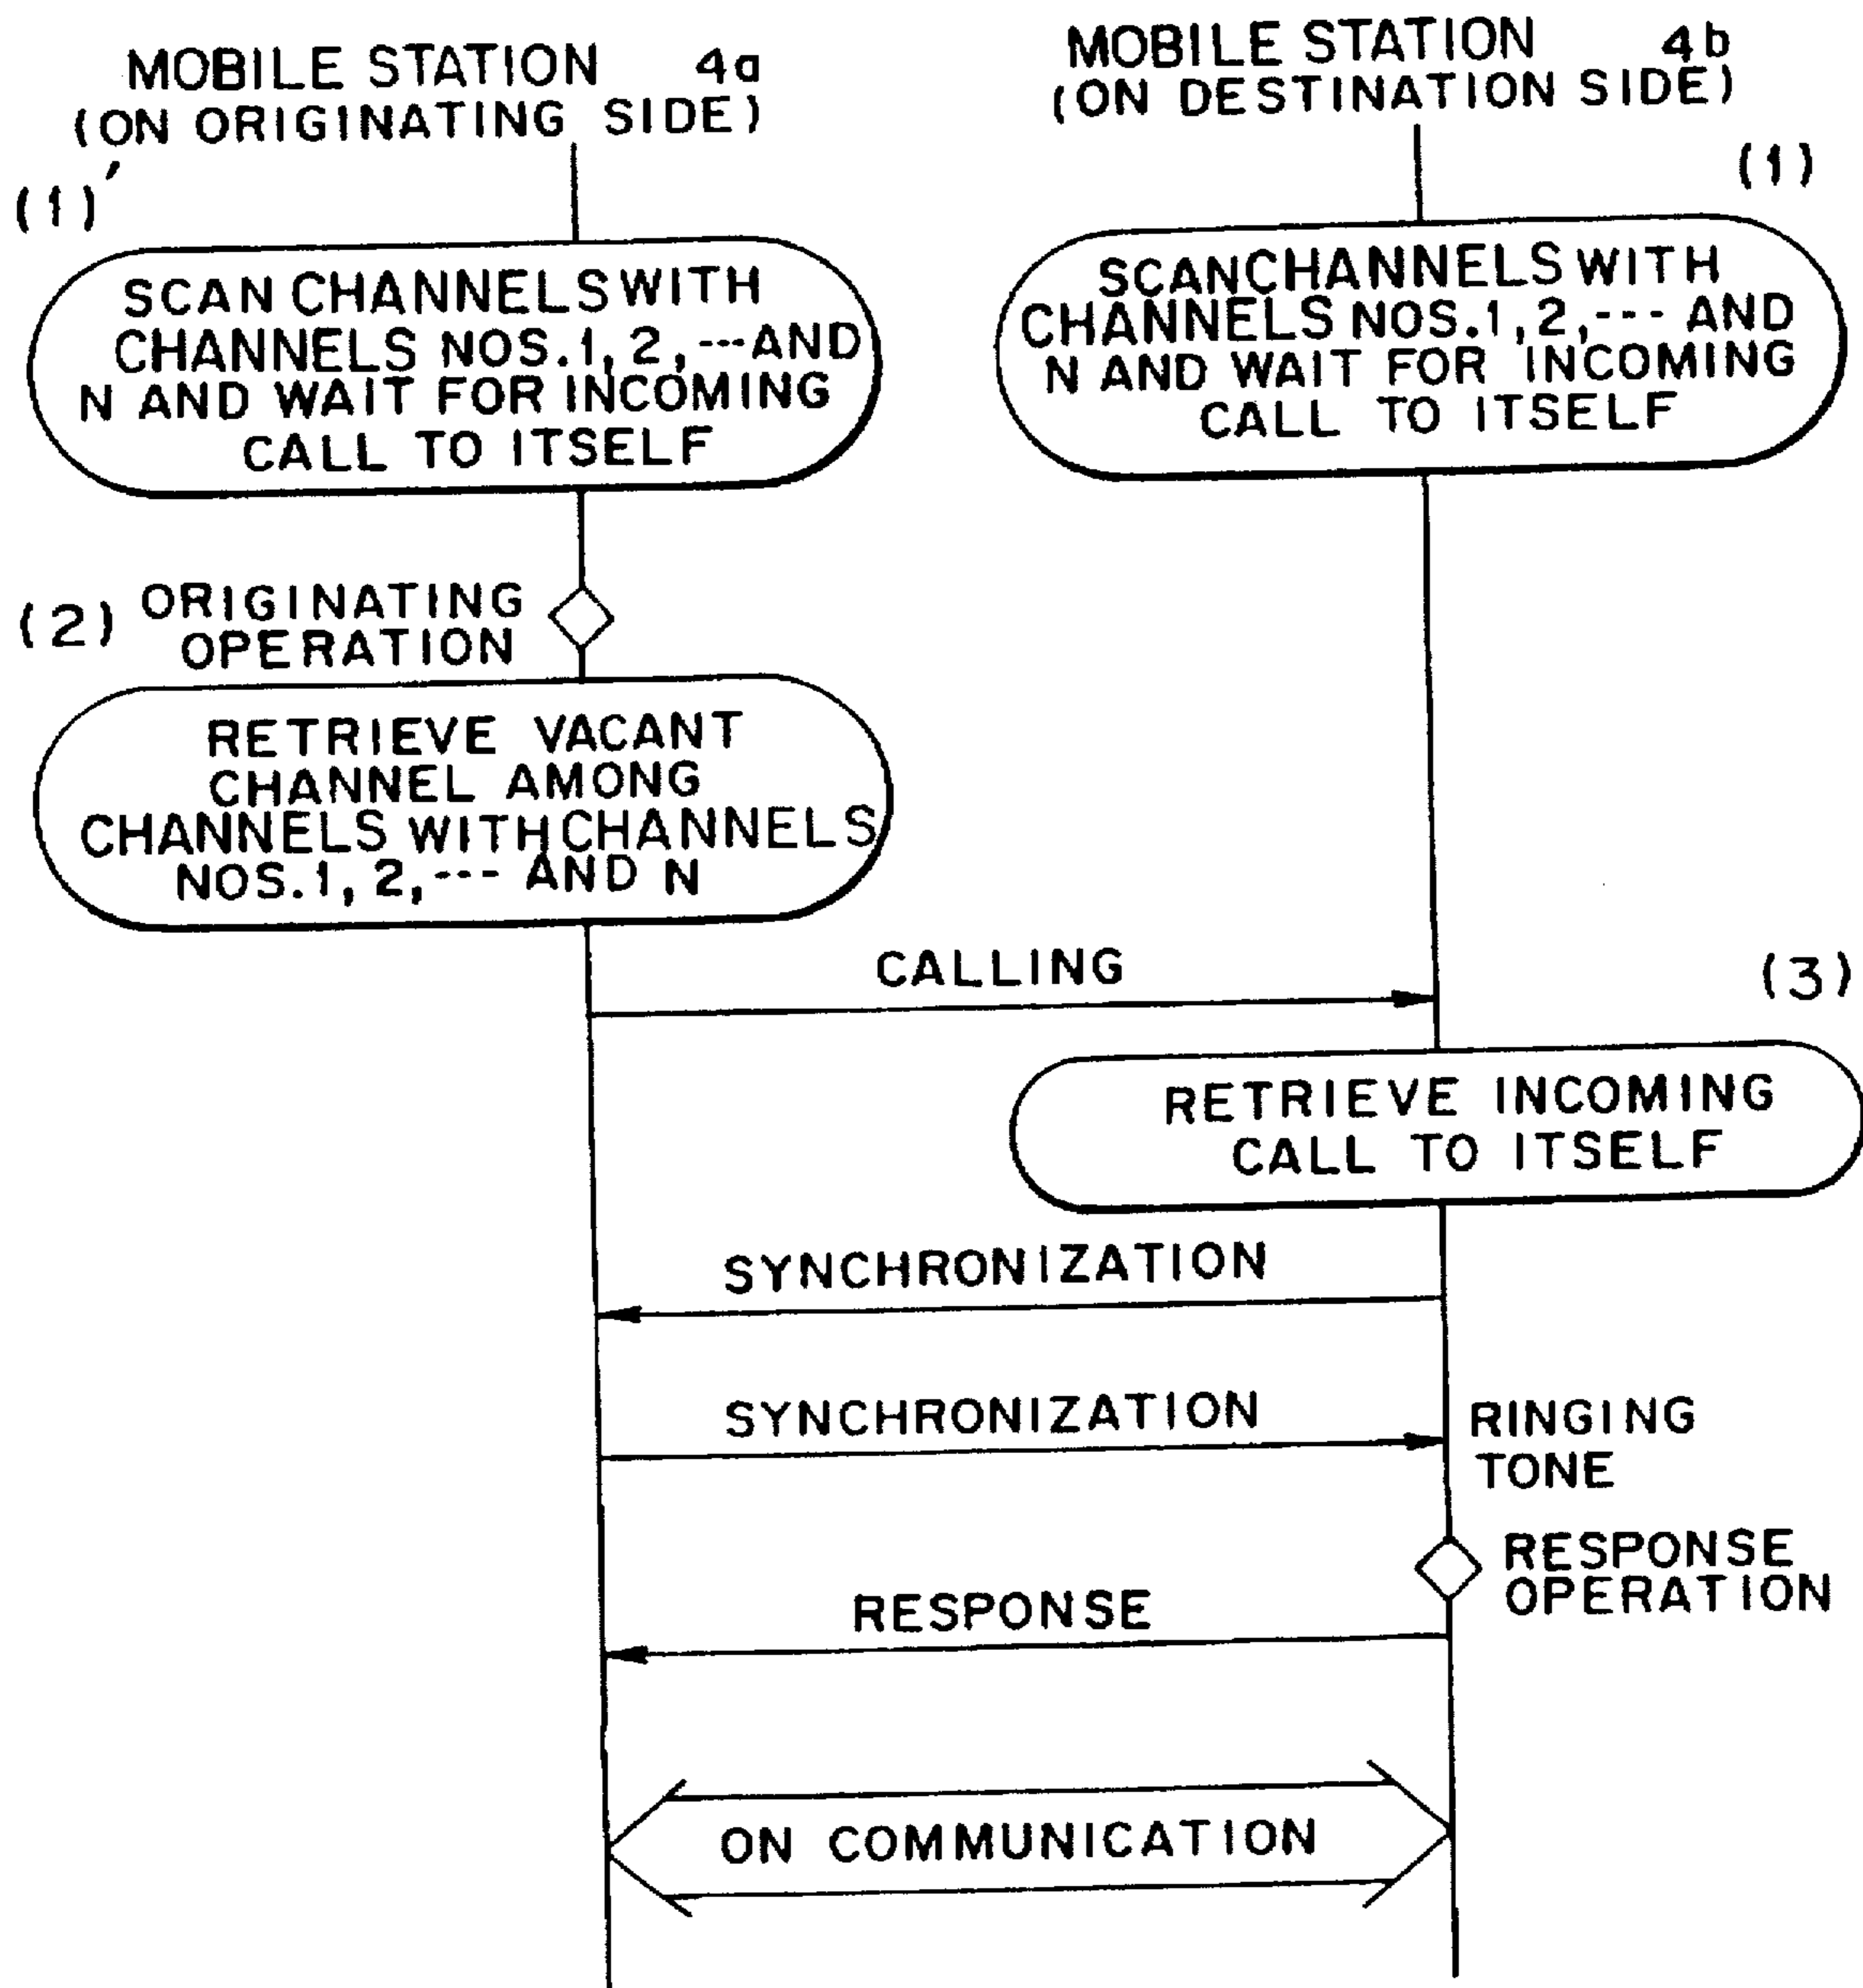 MOBILE STATION 4a
(ON ORIGINATING SIDE)
MOBILE STATION 4b
(ON DESTINATION SIDE)
(1)'
(1)
SCAN CHANNELS WITH
CHANNELS NOS.1, 2, --- AND
N AND WAIT FOR INCOMING
CALL TO ITSELF
SCANCHANNELS WITH
CHANNELS NOS.1, 2, --- AND
N AND WAIT FOR INCOMING
CALL TO ITSELF
(2) ORIGINATING
OPERATION
RETRIEVE VACANT
CHANNEL AMONG
CHANNELS WITH CHANNELS
NOS.1, 2, --- AND N
CALLING
(3)
RETRIEVE INCOMING
CALL TO ITSELF
SYNCHRONIZATION
SYNCHRONIZATION
RINGING
TONE
RESPONSE
OPERATION
RESPONSE
ON COMMUNICATION